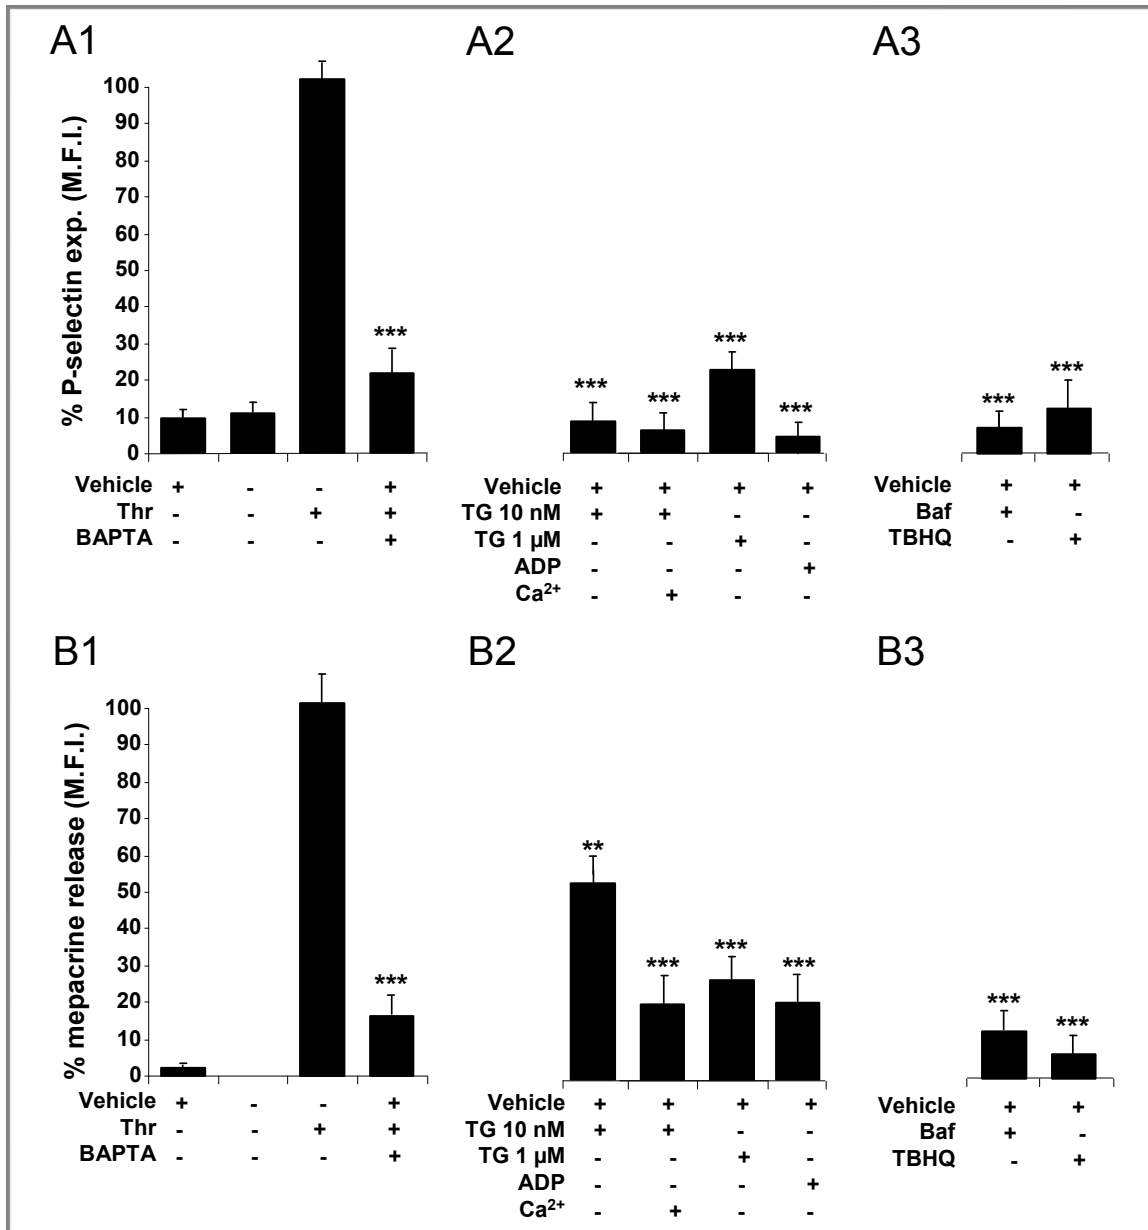 A1
A2
A3
% P-selectin exp. (M.F.I.)
100
90
80
70
60
50
40
30
20
10
0
***
***
***
***
***
***
***
Vehicle + - - +
Thr - - + +
BAPTA - - - +
Vehicle + + + +
TG 10 nM + + - -
TG 1 µM - - + -
ADP - - - +
Ca²⁺ - + - -
Vehicle + +
Baf + -
TBHQ - +
B1
B2
B3
% mepacrine release (M.F.I.)
100
90
80
70
60
50
40
30
20
10
0
***
**
***
***
***
***
***
Vehicle + - - +
Thr - - + +
BAPTA - - - +
Vehicle + + + +
TG 10 nM + + - -
TG 1 µM - - + -
ADP - - - +
Ca²⁺ - + - -
Vehicle + +
Baf + -
TBHQ - +